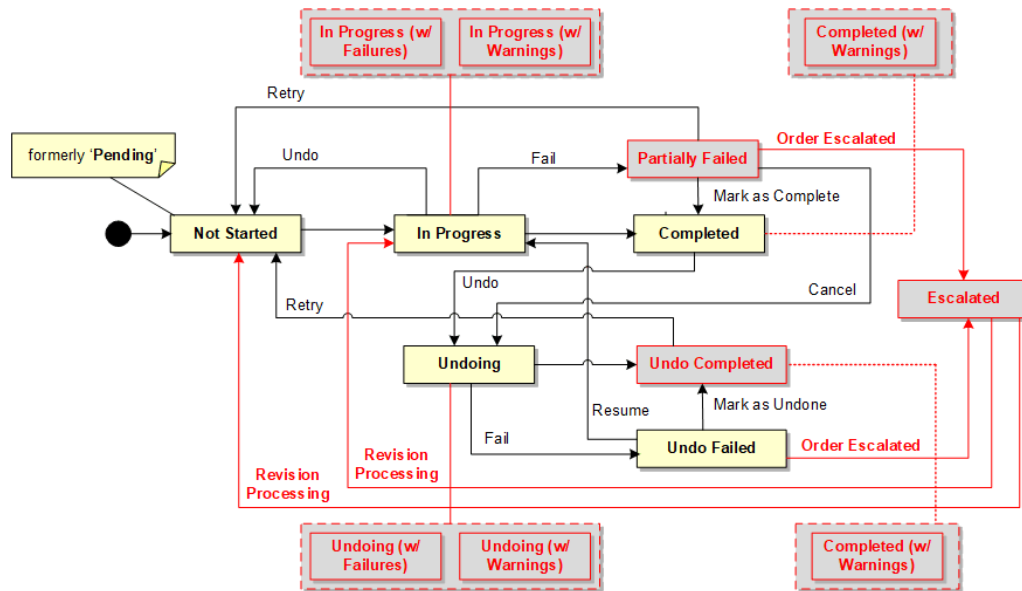 In Progress (w/
Failures)
In Progress (w/
Warnings)
Completed (w/
Warnings)
Retry
Order Escalated
formerly ‘Pending’
Undo
Fail
Partially Failed
Mark as Complete
Not Started
In Progress
Completed
Undo
Cancel
Escalated
Retry
Undoing
Undo Completed
Resume
Mark as Undone
Fail
Undo Failed
Order Escalated
Revision
Processing
Revision
Processing
Undoing (w/
Failures)
Undoing (w/
Warnings)
Completed (w/
Warnings)